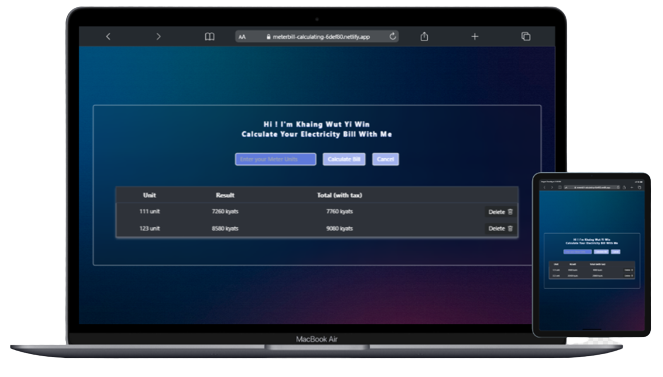 AA meterbill-calculating-6def80.netlify.app
Hi ! I'm Khaing Wut Yi Win
Calculate Your Electricity Bill With Me
Enter your Meter Units Calculate Bill Cancel
Unit Result Total (with tax)
111 unit 7260 kyats 7760 kyats Delete
123 unit 8580 kyats 9080 kyats Delete
MacBook Air
Hi ! I'm Khaing Wut Yi Win
Calculate Your Electricity Bill With Me